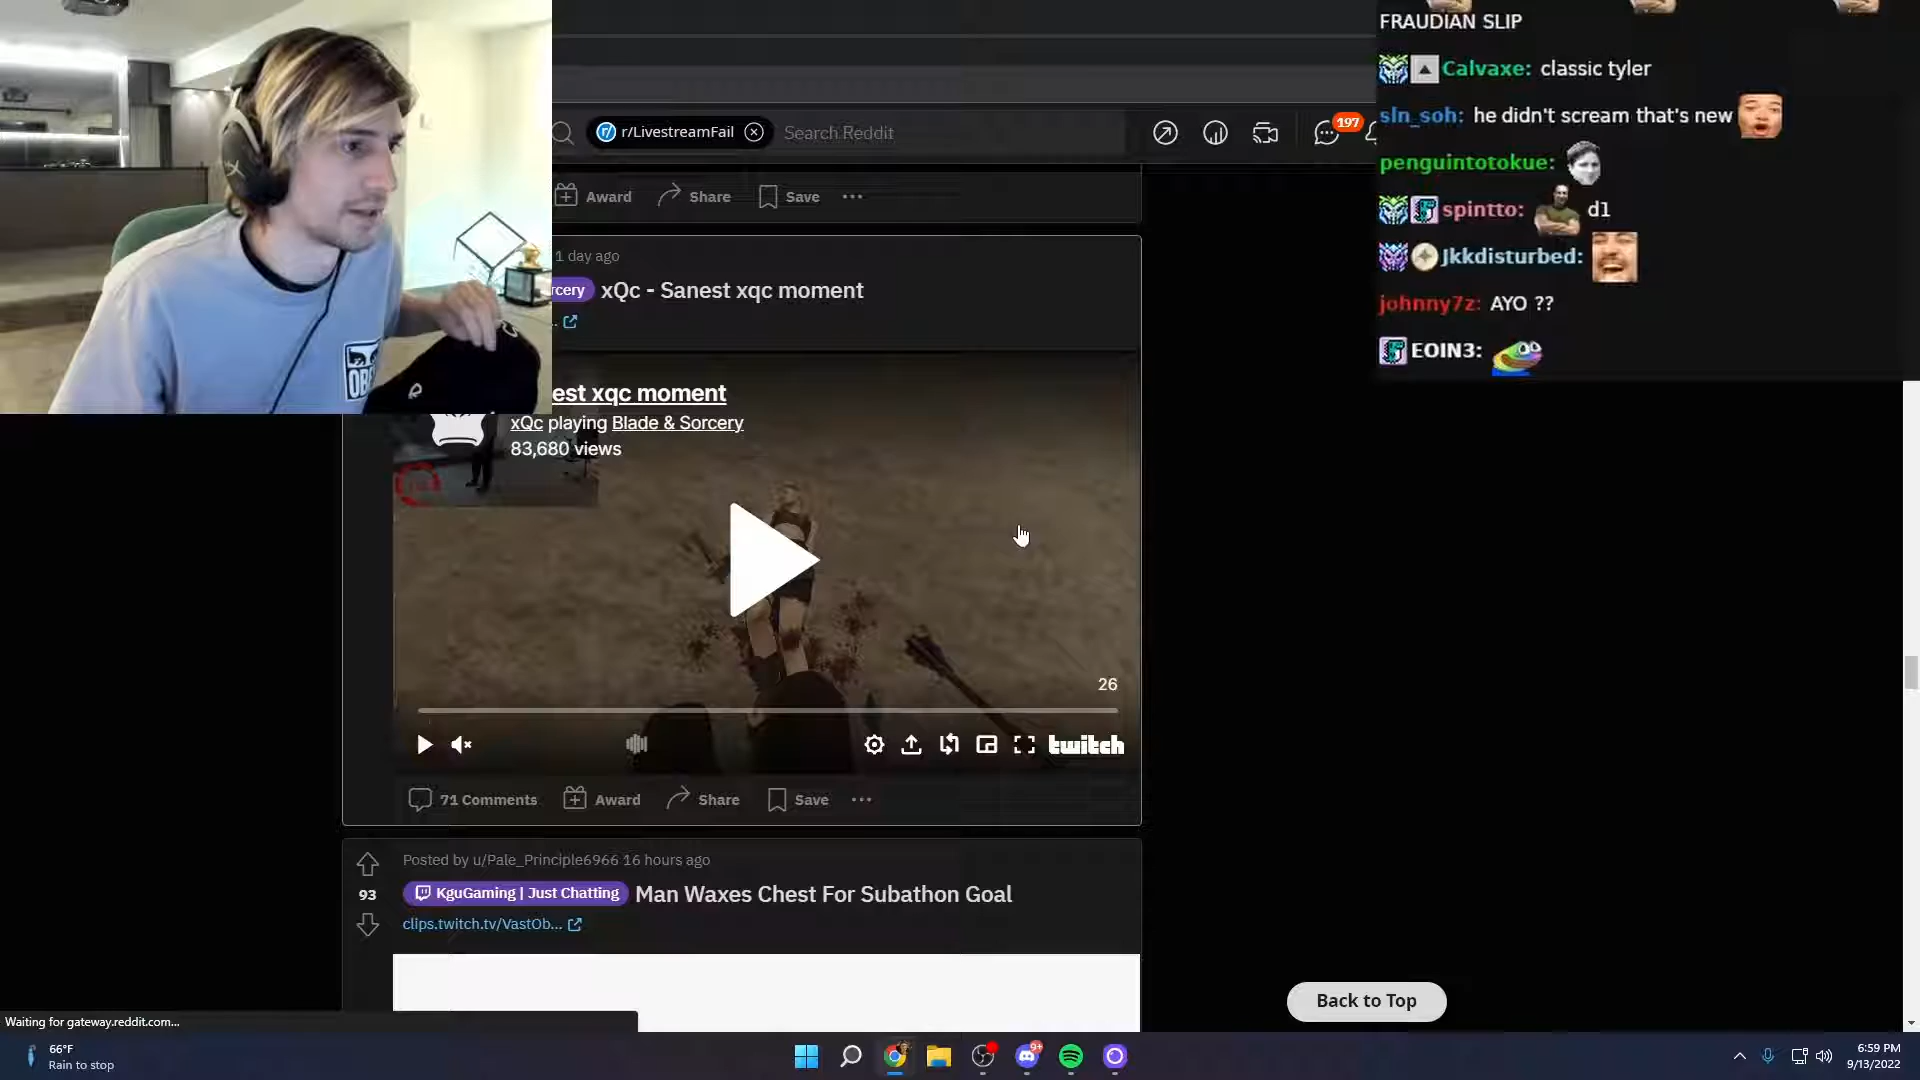 FRAUDIAN SLIP
Calvaxe: classic tyler
sln_soh: he didn't scream that's new
penguintotokue:
spintto: d1
Jkkdisturbed:
johnny7z: AYO ??
EOIN3:
r/LivestreamFail
Search Reddit
197
Award
Share
Save
1 day ago
rcery
xQc - Sanest xqc moment
est xqc moment
xQc playing Blade & Sorcery
83,680 views
OBE
26
twitch
71 Comments
Award
Share
Save
Posted by u/Pale_Principle6966 16 hours ago
93
KguGaming | Just Chatting
Man Waxes Chest For Subathon Goal
clips.twitch.tv/VastOb...
Back to Top
Waiting for gateway.reddit.com...
66°F
Rain to stop
9+
6:59 PM
9/13/2022